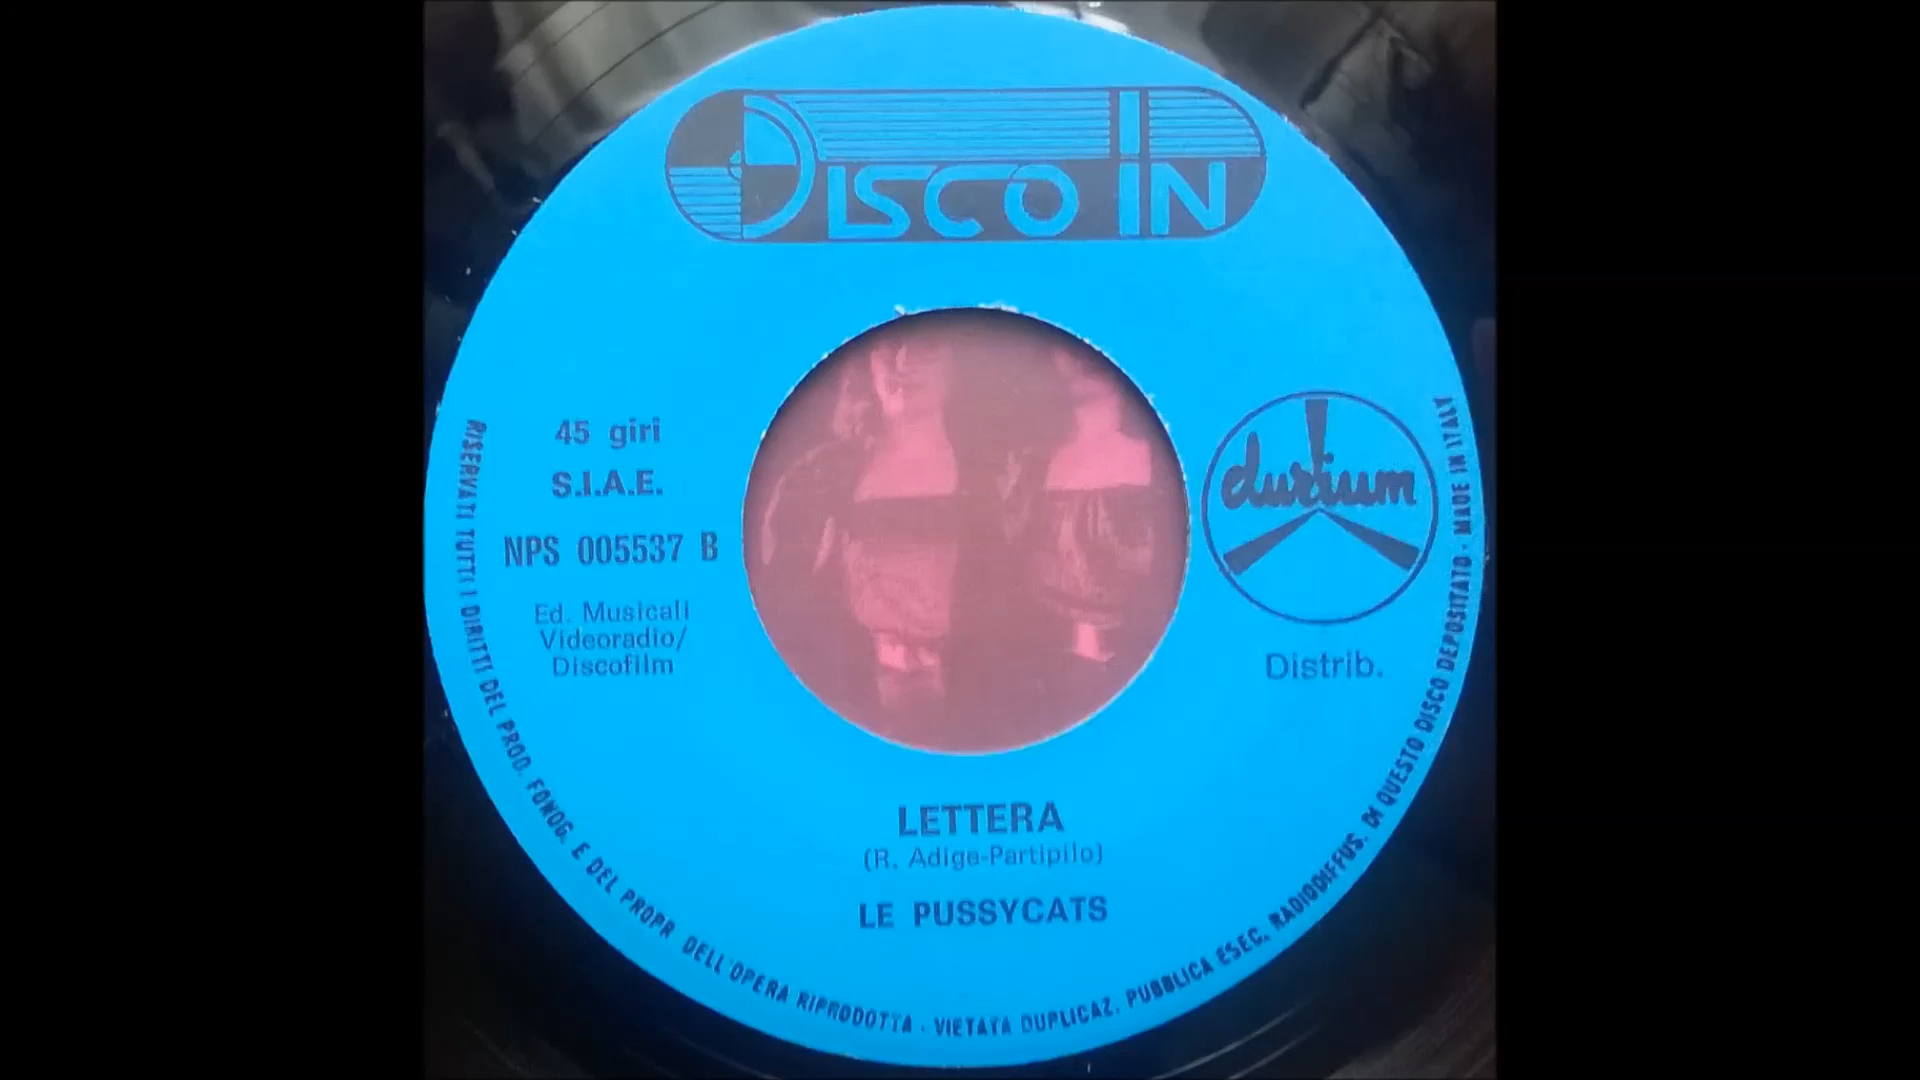 DISCO IN
45 giri
S.I.A.E.
NPS 005537 B
Ed. Musicali
Videoradio/
Discofilm
durium
Distrib.
LETTERA
(R. Adige-Partipilo)
LE PUSSYCATS
RISERVATI TUTTI I DIRITTI DEL PROD. FONOG. E DEL PROPR. DELL'OPERA RIPRODOTTA - VIETATA DUPLICAZ. PUBBLICA ESEC. RADIODIFFUS. DI QUESTO DISCO DEPOSITATO - MADE IN ITALY